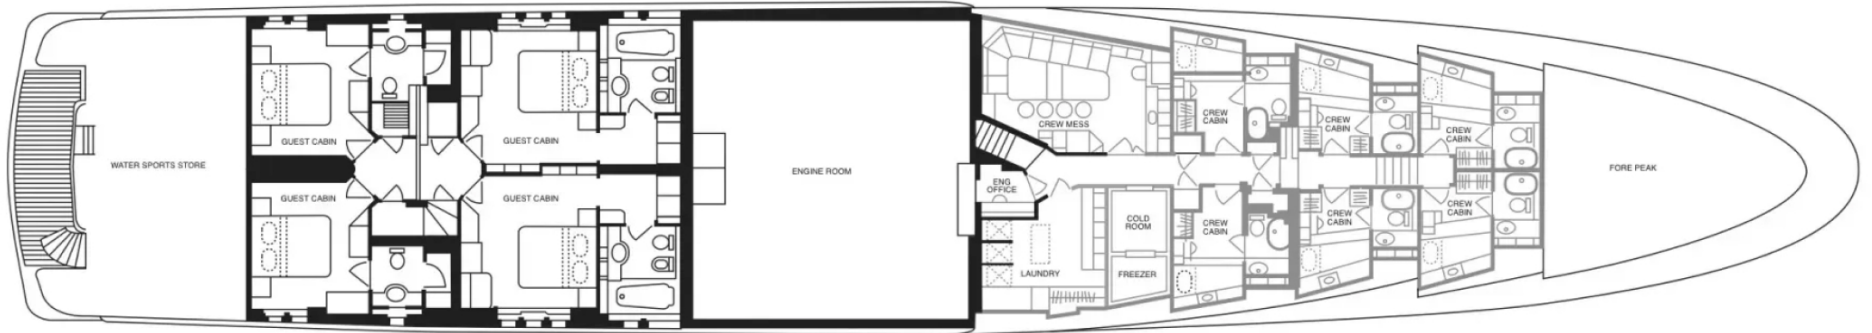 WATER SPORTS STORE
GUEST CABIN
GUEST CABIN
GUEST CABIN
GUEST CABIN
ENGINE ROOM
CREW MESS
ENG
OFFICE
LAUNDRY
COLD
ROOM
FREEZER
CREW
CABIN
CREW
CABIN
CREW
CABIN
CREW
CABIN
CREW
CABIN
CREW
CABIN
FORE PEAK